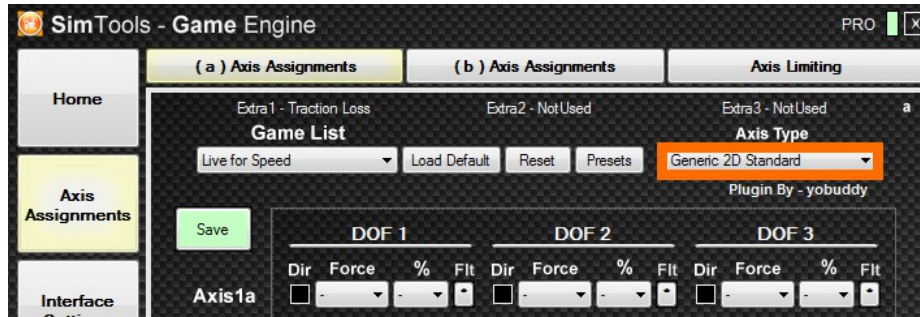 SimTools - Game Engine PRO X
( a ) Axis Assignments ( b ) Axis Assignments Axis Limiting
Home
Extra1 - Traction Loss Extra2 - NotUsed Extra3 - NotUsed a
Game List Axis Type
Live for Speed Load Default Reset Presets Generic 2D Standard
Plugin By - yobuddy
Axis
Assignments
Save DOF 1 DOF 2 DOF 3
Dir Force % Flt Dir Force % Flt Dir Force % Flt
Axis1a - - - - - -
Interface